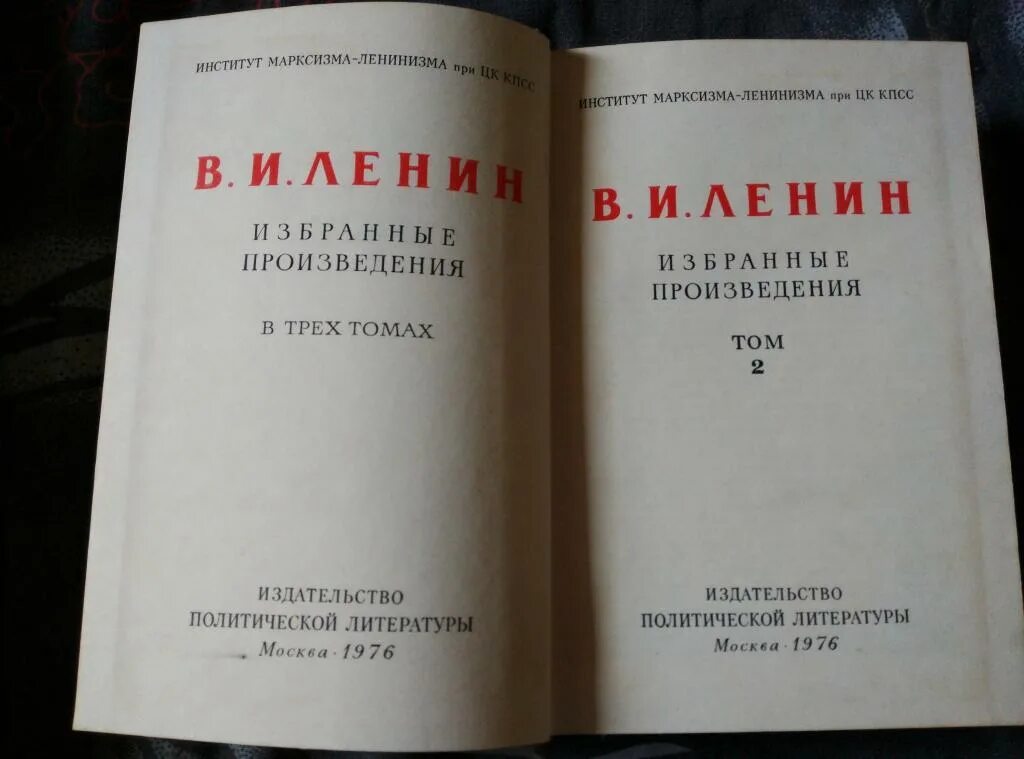 ИНСТИТУТ МАРКСИЗМА-ЛЕНИНИЗМА при ЦК КПСС
В. И. ЛЕНИН
ИЗБРАННЫЕ
ПРОИЗВЕДЕНИЯ
В ТРЕХ ТОМАХ
ИЗДАТЕЛЬСТВО
ПОЛИТИЧЕСКОЙ ЛИТЕРАТУРЫ
Москва · 1976
ИНСТИТУТ МАРКСИЗМА-ЛЕНИНИЗМА при ЦК КПСС
В. И. ЛЕНИН
ИЗБРАННЫЕ
ПРОИЗВЕДЕНИЯ
ТОМ
2
ИЗДАТЕЛЬСТВО
ПОЛИТИЧЕСКОЙ ЛИТЕРАТУРЫ
Москва · 1976